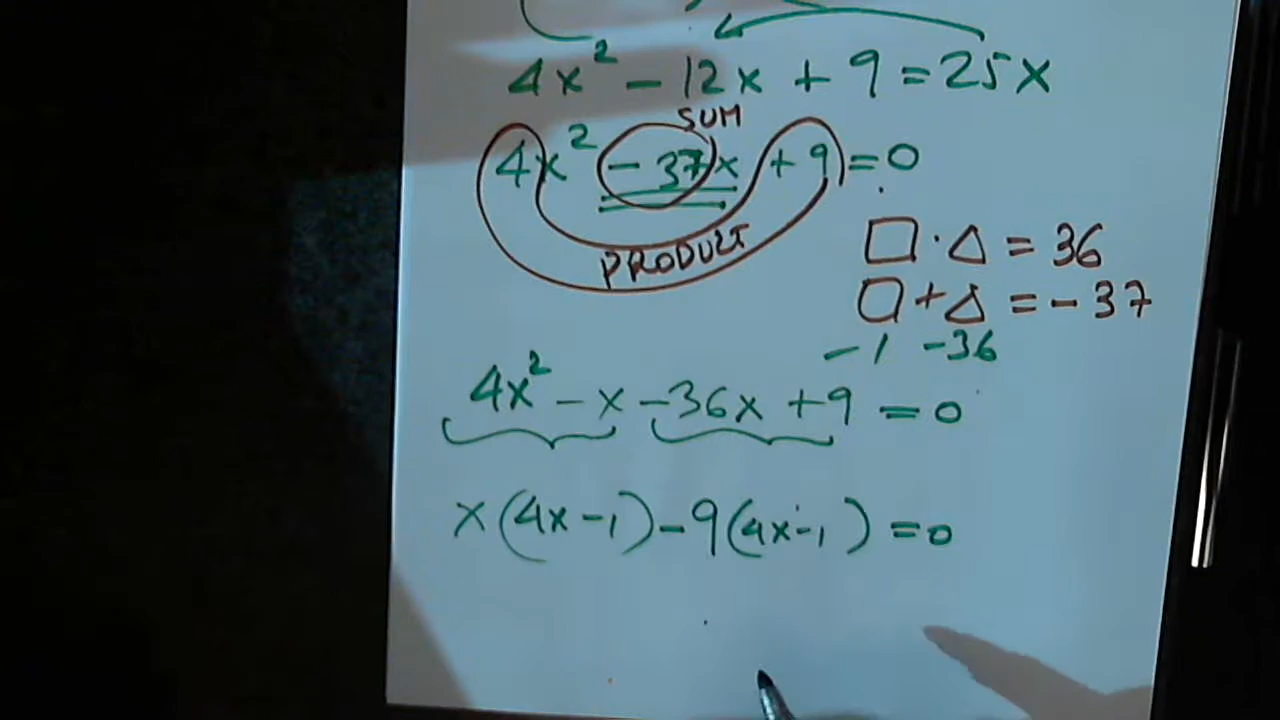 4x² - 12x + 9 = 25x
SUM
4x² - 37x + 9 = 0
PRODUCT
□ · △ = 36
□ + △ = - 37
-1 -36
4x² - x - 36x + 9 = 0
x(4x - 1) - 9(4x - 1) = 0